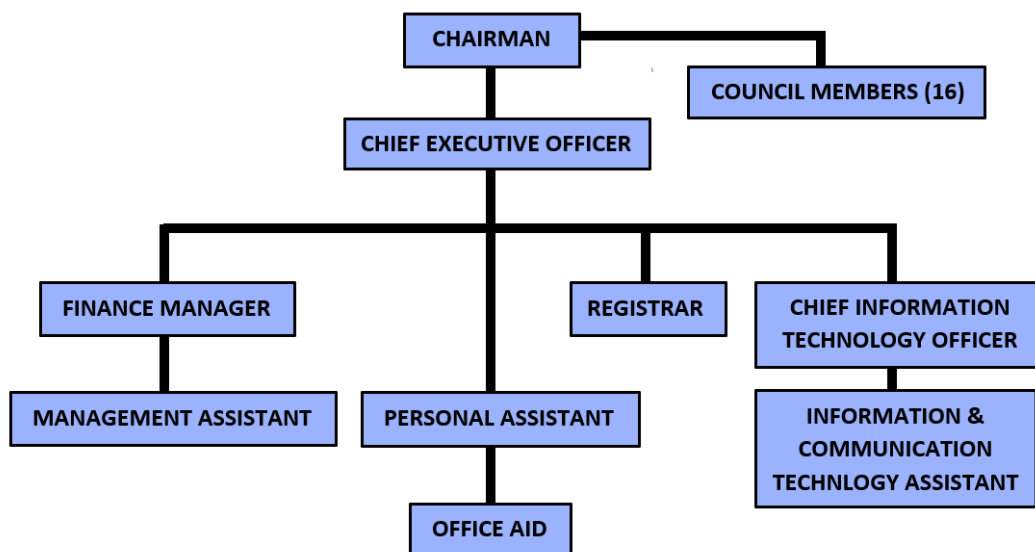 CHAIRMAN
COUNCIL MEMBERS (16)
CHIEF EXECUTIVE OFFICER
FINANCE MANAGER
REGISTRAR
CHIEF INFORMATION
TECHNOLOGY OFFICER
MANAGEMENT ASSISTANT
PERSONAL ASSISTANT
INFORMATION &
COMMUNICATION
TECHNLOGY ASSISTANT
OFFICE AID